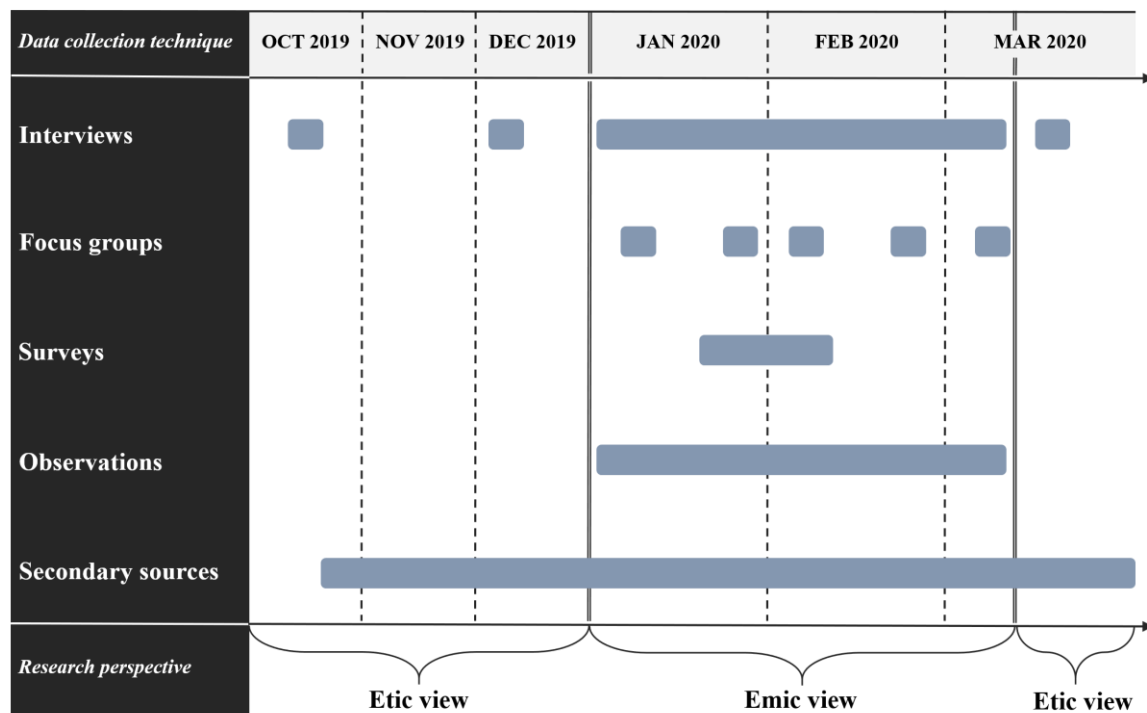 Data collection technique
OCT 2019
NOV 2019
DEC 2019
JAN 2020
FEB 2020
MAR 2020
Interviews
Focus groups
Surveys
Observations
Secondary sources
Research perspective
Etic view
Emic view
Etic view